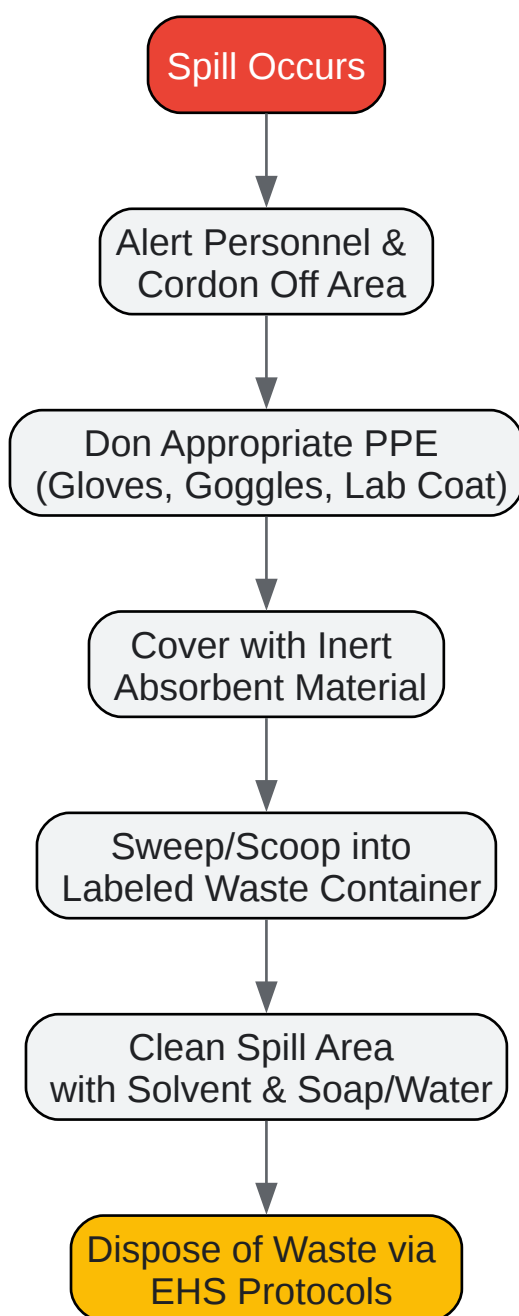 Spill Occurs
Alert Personnel &
Cordon Off Area
Don Appropriate PPE
(Gloves, Goggles, Lab Coat)
Cover with Inert
Absorbent Material
Sweep/Scoop into
Labeled Waste Container
Clean Spill Area
with Solvent & Soap/Water
Dispose of Waste via
EHS Protocols